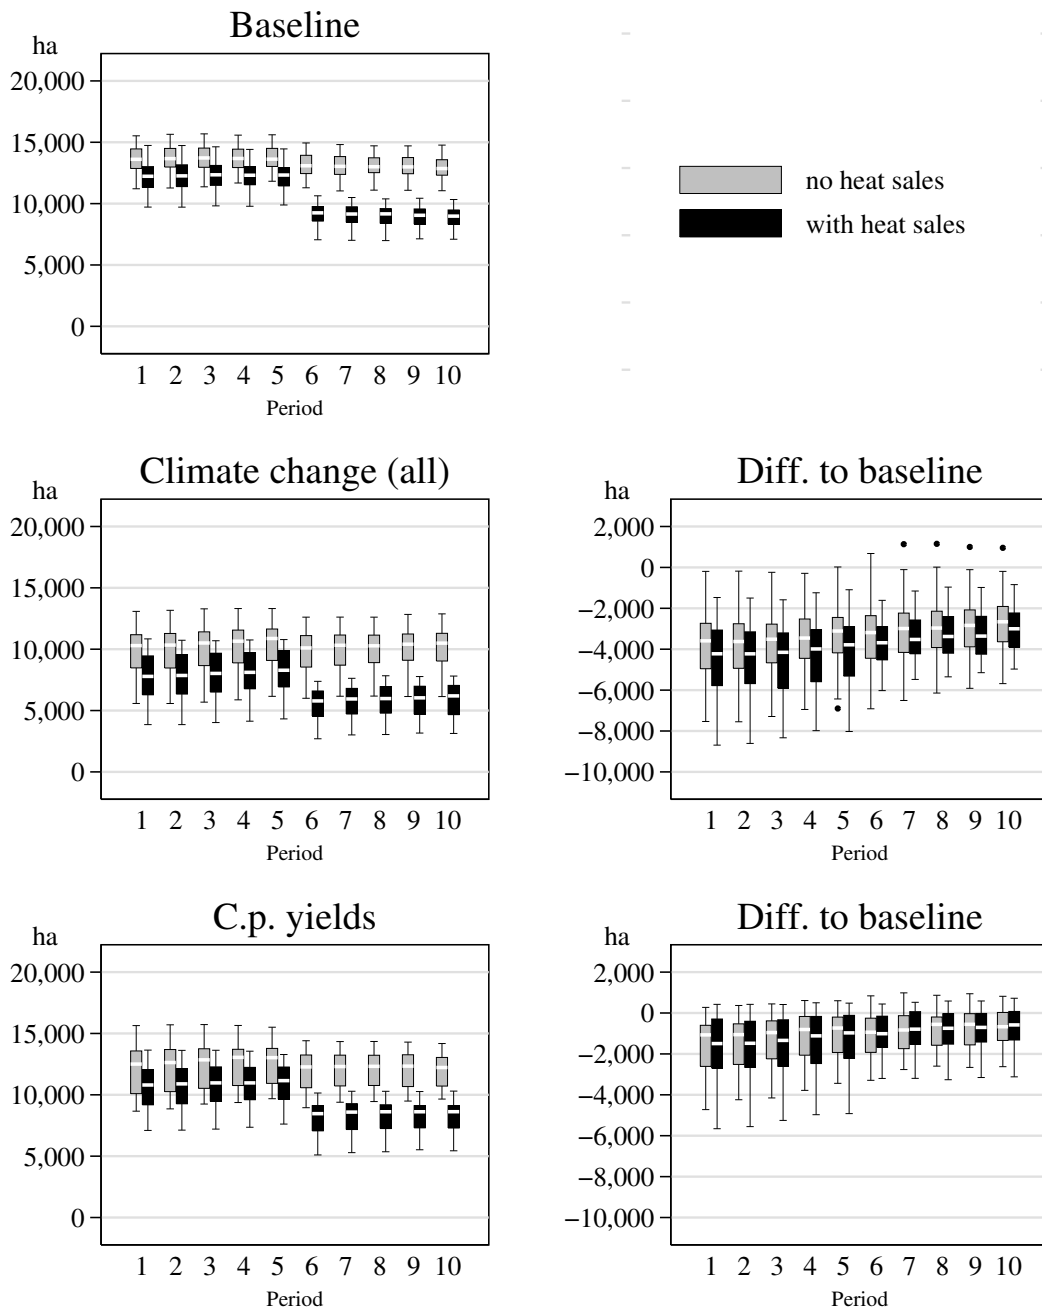 Baseline
ha
20,000
15,000
10,000
5,000
0
1 2 3 4 5 6 7 8 9 10
Period
no heat sales
with heat sales
Climate change (all)
ha
20,000
15,000
10,000
5,000
0
1 2 3 4 5 6 7 8 9 10
Period
Diff. to baseline
ha
2,000
0
−2,000
−4,000
−6,000
−8,000
−10,000
1 2 3 4 5 6 7 8 9 10
Period
C.p. yields
ha
20,000
15,000
10,000
5,000
0
1 2 3 4 5 6 7 8 9 10
Period
Diff. to baseline
ha
2,000
0
−2,000
−4,000
−6,000
−8,000
−10,000
1 2 3 4 5 6 7 8 9 10
Period